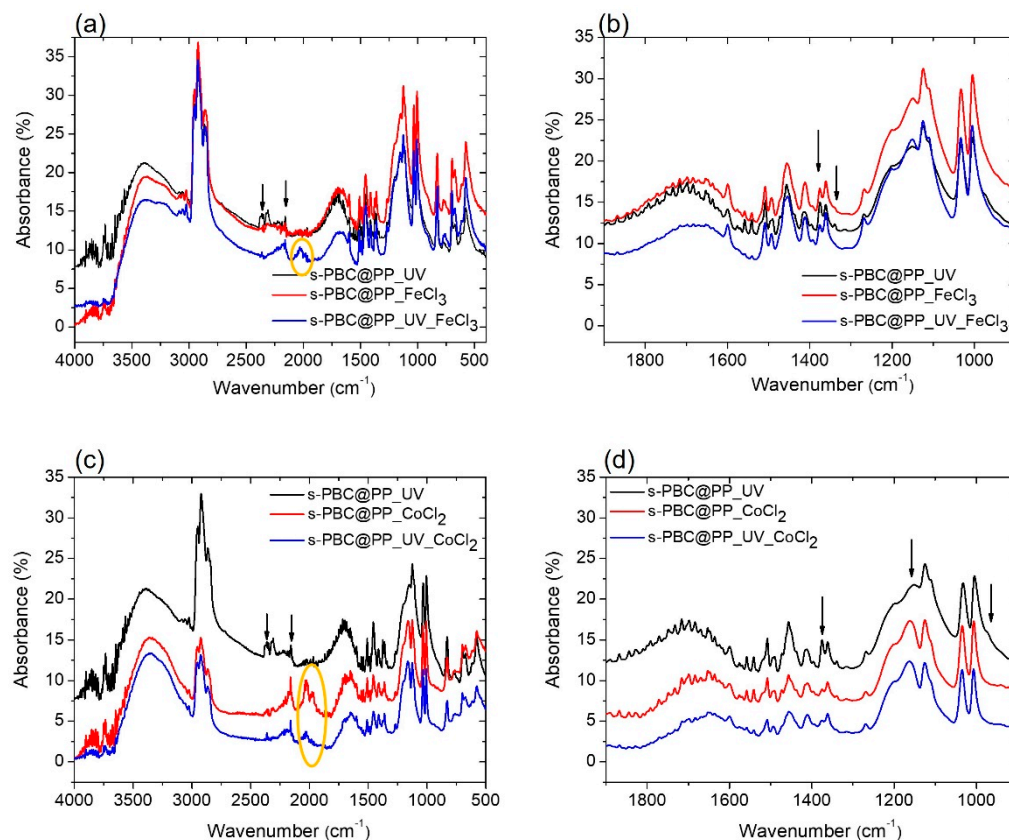 (a)
Absorbance (%)
35
30
25
20
15
10
5
0
s-PBC@PP_UV
s-PBC@PP_FeCl₃
s-PBC@PP_UV_FeCl₃
4000 3500 3000 2500 2000 1500 1000 500
Wavenumber (cm⁻¹)
(b)
Absorbance (%)
35
30
25
20
15
10
5
0
s-PBC@PP_UV
s-PBC@PP_FeCl₃
s-PBC@PP_UV_FeCl₃
1800 1600 1400 1200 1000
Wavenumber (cm⁻¹)
(c)
Absorbance (%)
35
30
25
20
15
10
5
0
s-PBC@PP_UV
s-PBC@PP_CoCl₂
s-PBC@PP_UV_CoCl₂
4000 3500 3000 2500 2000 1500 1000 500
Wavenumber (cm⁻¹)
(d)
Absorbance (%)
35
30
25
20
15
10
5
0
s-PBC@PP_UV
s-PBC@PP_CoCl₂
s-PBC@PP_UV_CoCl₂
1800 1600 1400 1200 1000
Wavenumber (cm⁻¹)